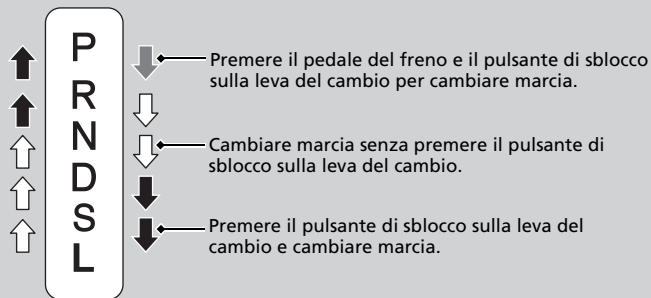 P
R
N
D
S
L
Premere il pedale del freno e il pulsante di sblocco
sulla leva del cambio per cambiare marcia.
Cambiare marcia senza premere il pulsante di
sblocco sulla leva del cambio.
Premere il pulsante di sblocco sulla leva del
cambio e cambiare marcia.